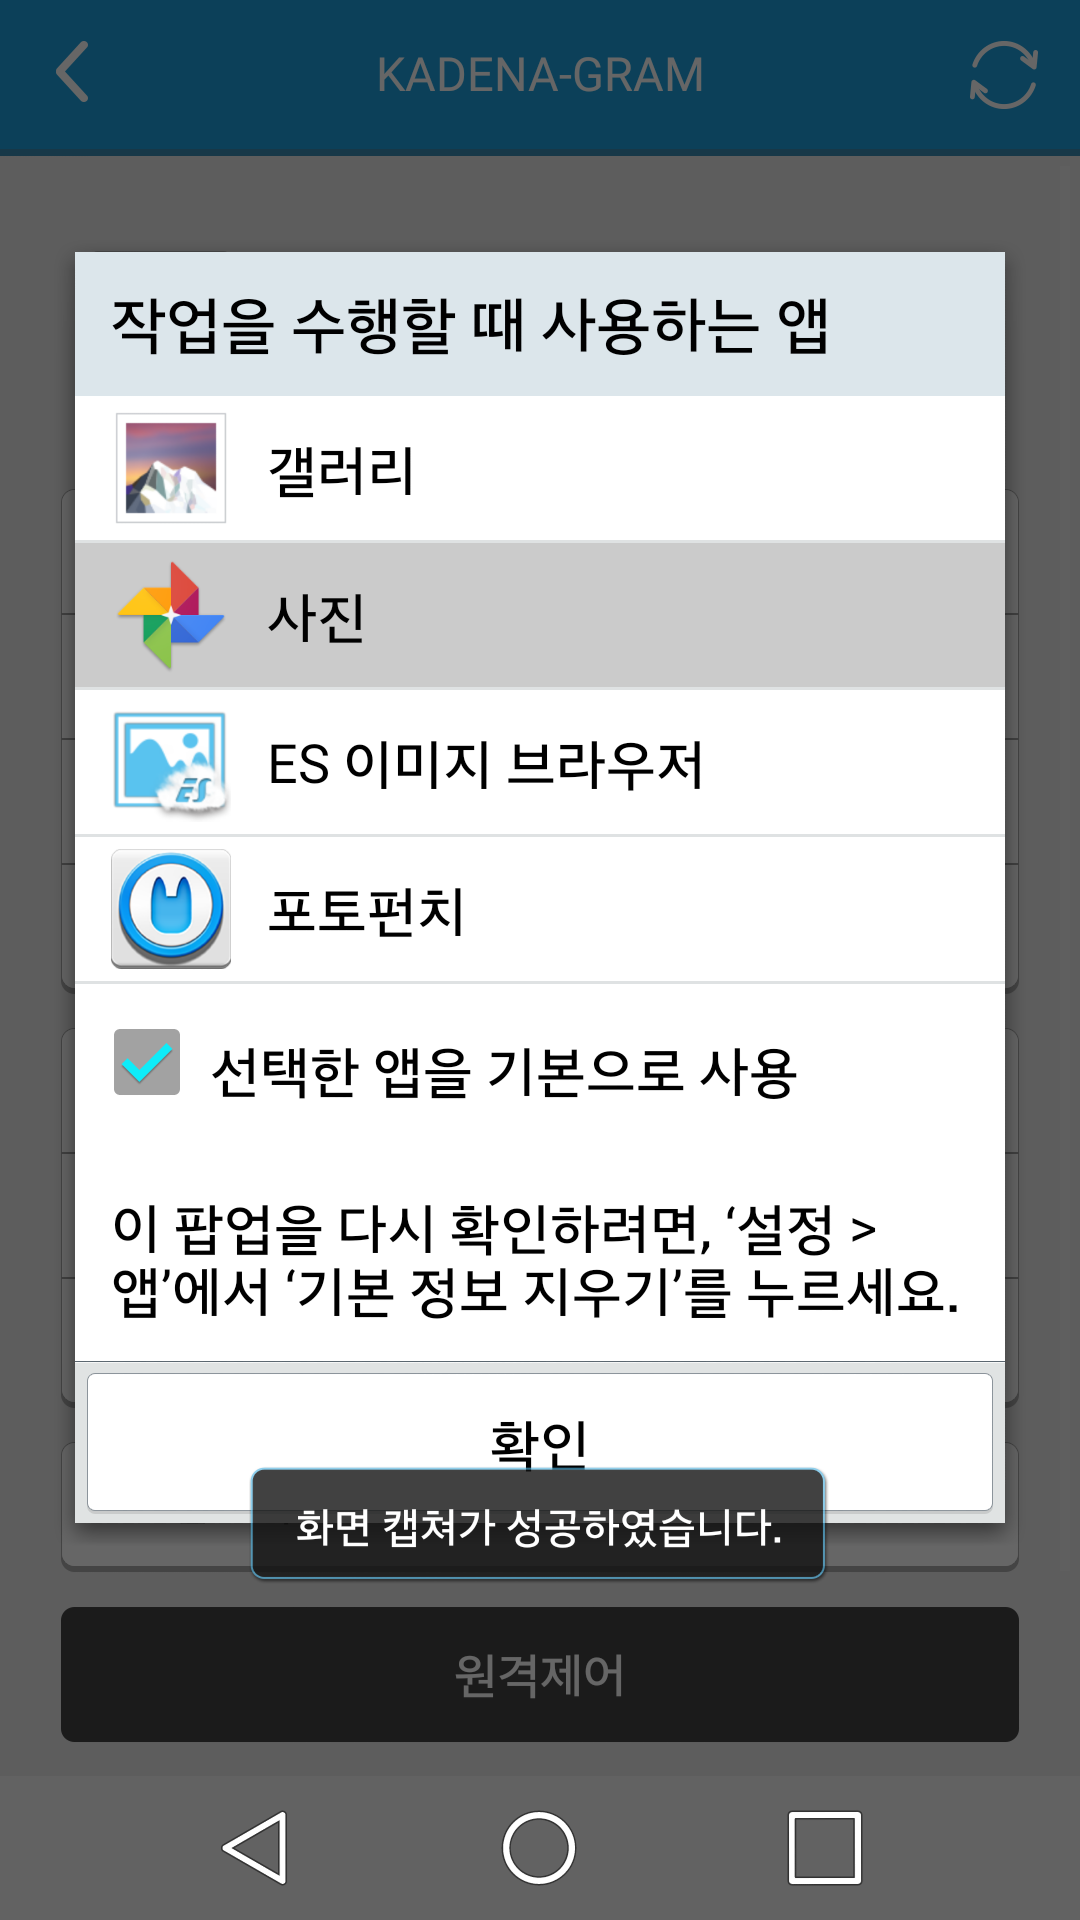 KADENA-GRAM
작업을 수행할 때 사용하는 앱
갤러리
사진
ES 이미지 브라우저
ES
포토펀치
선택한 앱을 기본으로 사용
이 팝업을 다시 확인하려면, ‘설정 >
앱’에서 ‘기본 정보 지우기’를 누르세요.
확인
화면 캡쳐가 성공하였습니다.
원격제어